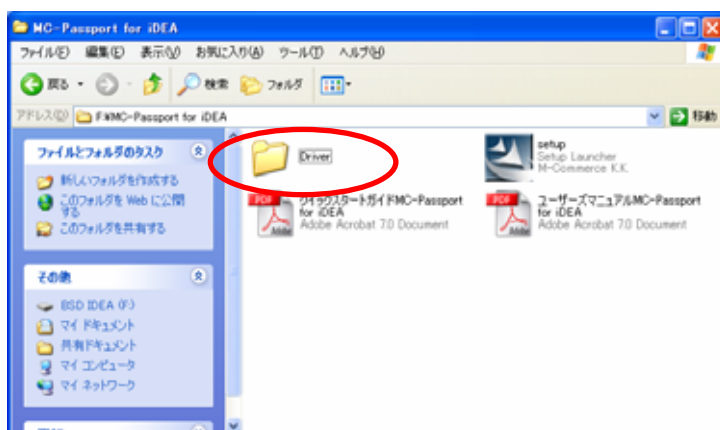 MC-Passport for iDEA
ファイル(F) 編集(E) 表示(V) お気に入り(A) ツール(T) ヘルプ(H)
戻る 検索 フォルダ
アドレス(D) F:¥MC-Passport for iDEA 移動
ファイルとフォルダのタスク
新しいフォルダを作成する
このフォルダを Web に公開
する
このフォルダを共有する
その他
BSD IDEA (F:)
マイ ドキュメント
共有ドキュメント
マイ コンピュータ
マイ ネットワーク
Driver
setup
Setup Launcher
M-Commerce K.K.
PDF
Adobe
クイックスタートガイドMC-Passport
for iDEA
Adobe Acrobat 7.0 Document
PDF
Adobe
ユーザーズマニュアルMC-Passport
for iDEA
Adobe Acrobat 7.0 Document